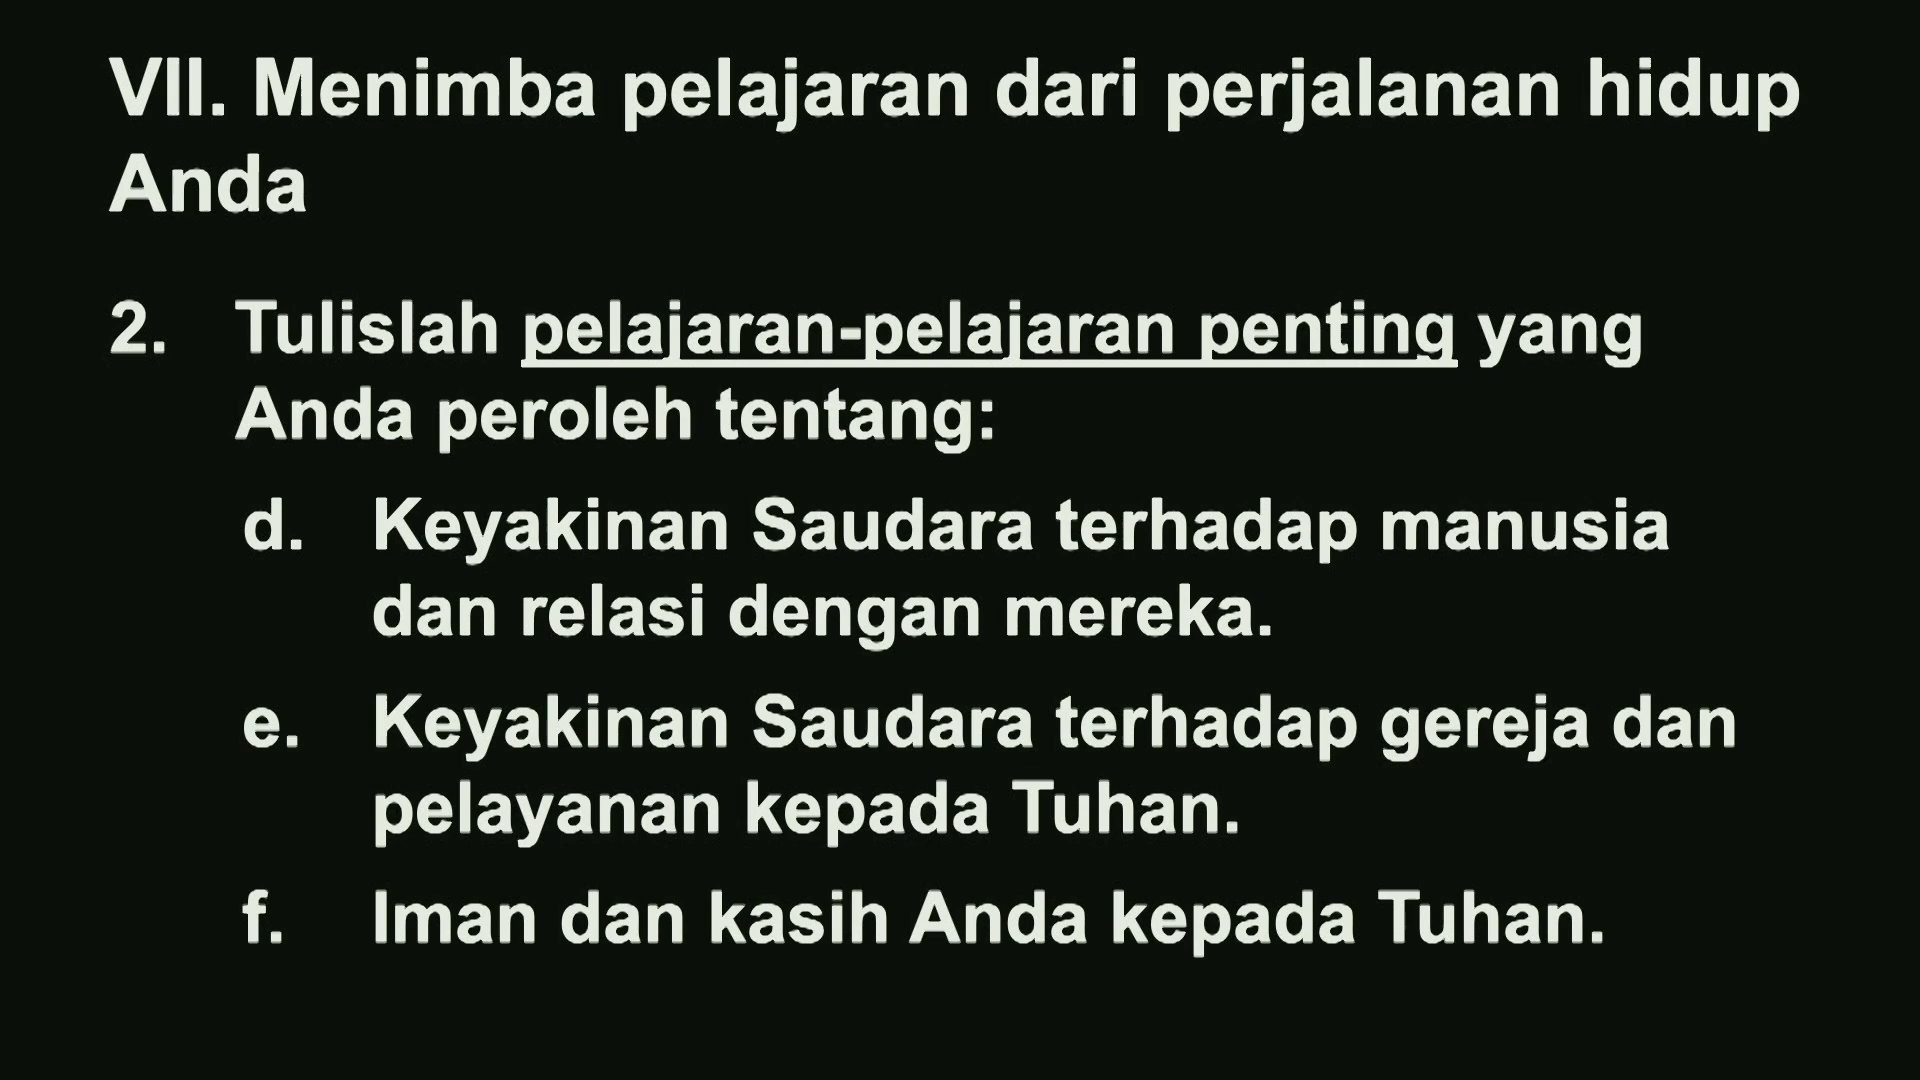 VII. Menimba pelajaran dari perjalanan hidup
Anda
2. Tulislah pelajaran-pelajaran penting yang
Anda peroleh tentang:
d. Keyakinan Saudara terhadap manusia
dan relasi dengan mereka.
e. Keyakinan Saudara terhadap gereja dan
pelayanan kepada Tuhan.
f. Iman dan kasih Anda kepada Tuhan.